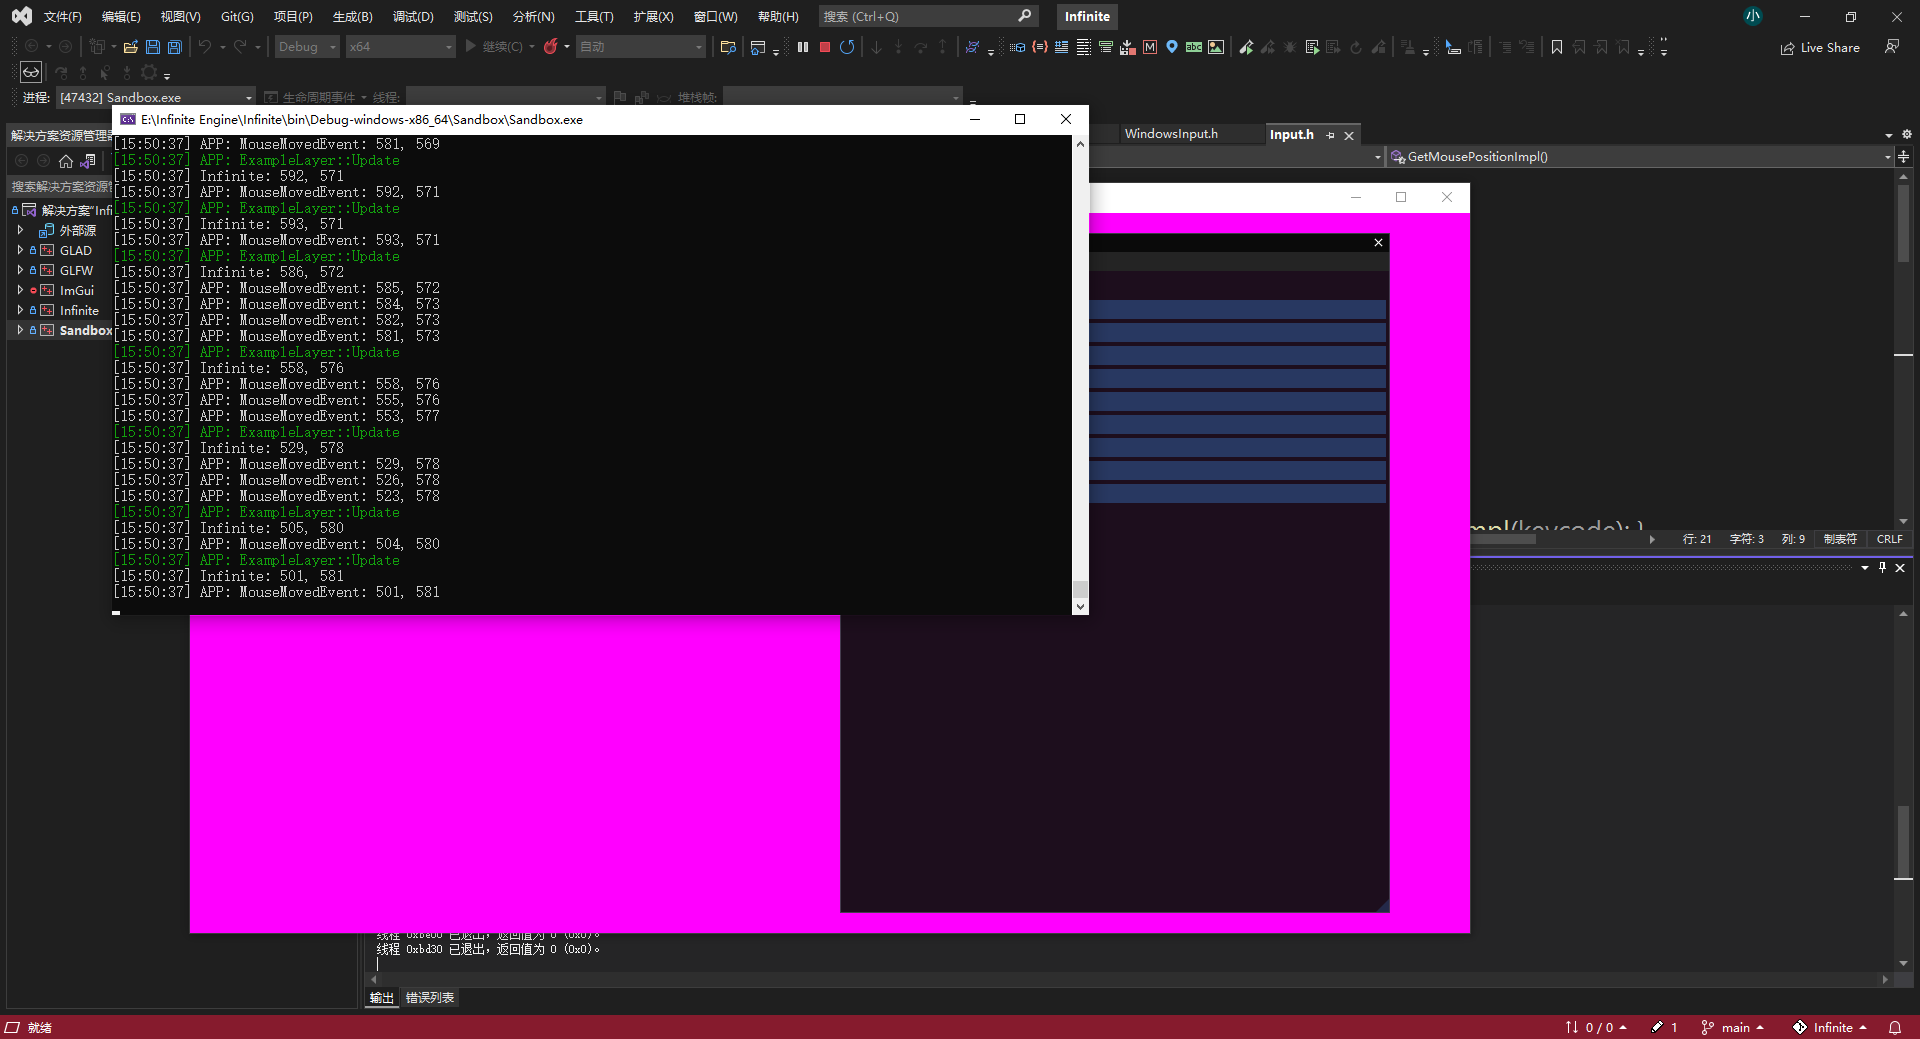 文件(F) 编辑(E) 视图(V) Git(G) 项目(P) 生成(B) 调试(D) 测试(S) 分析(N) 工具(T) 扩展(X) 窗口(W) 帮助(H) 搜索 (Ctrl+Q) Infinite 小
Debug x64 继续(C) 自动 Live Share
进程: [47432] Sandbox.exe 生命周期事件 线程: 堆栈帧:
E:\Infinite Engine\Infinite\bin\Debug-windows-x86_64\Sandbox\Sandbox.exe
解决方案资源管理器
WindowsInput.h Input.h
GetMousePositionImpl()
搜索解决方案资源管
解决方案"Infi
外部源
GLAD
GLFW
ImGui
Infinite
Sandbox
[15:50:37] APP: MouseMovedEvent: 581, 569
[15:50:37] APP: ExampleLayer::Update
[15:50:37] Infinite: 592, 571
[15:50:37] APP: MouseMovedEvent: 592, 571
[15:50:37] APP: ExampleLayer::Update
[15:50:37] Infinite: 593, 571
[15:50:37] APP: MouseMovedEvent: 593, 571
[15:50:37] APP: ExampleLayer::Update
[15:50:37] Infinite: 586, 572
[15:50:37] APP: MouseMovedEvent: 585, 572
[15:50:37] APP: MouseMovedEvent: 584, 573
[15:50:37] APP: MouseMovedEvent: 582, 573
[15:50:37] APP: MouseMovedEvent: 581, 573
[15:50:37] APP: ExampleLayer::Update
[15:50:37] Infinite: 558, 576
[15:50:37] APP: MouseMovedEvent: 558, 576
[15:50:37] APP: MouseMovedEvent: 555, 576
[15:50:37] APP: MouseMovedEvent: 553, 577
[15:50:37] APP: ExampleLayer::Update
[15:50:37] Infinite: 529, 578
[15:50:37] APP: MouseMovedEvent: 529, 578
[15:50:37] APP: MouseMovedEvent: 526, 578
[15:50:37] APP: MouseMovedEvent: 523, 578
[15:50:37] APP: ExampleLayer::Update
[15:50:37] Infinite: 505, 580
[15:50:37] APP: MouseMovedEvent: 504, 580
[15:50:37] APP: ExampleLayer::Update
[15:50:37] Infinite: 501, 581
[15:50:37] APP: MouseMovedEvent: 501, 581
mpl(keycode); }
行: 21 字符: 3 列: 9 制表符 CRLF
线程 0xbe00 已退出，返回值为 0 (0x0)。
线程 0xbd30 已退出，返回值为 0 (0x0)。
输出 错误列表
就绪 0 / 0 1 main Infinite